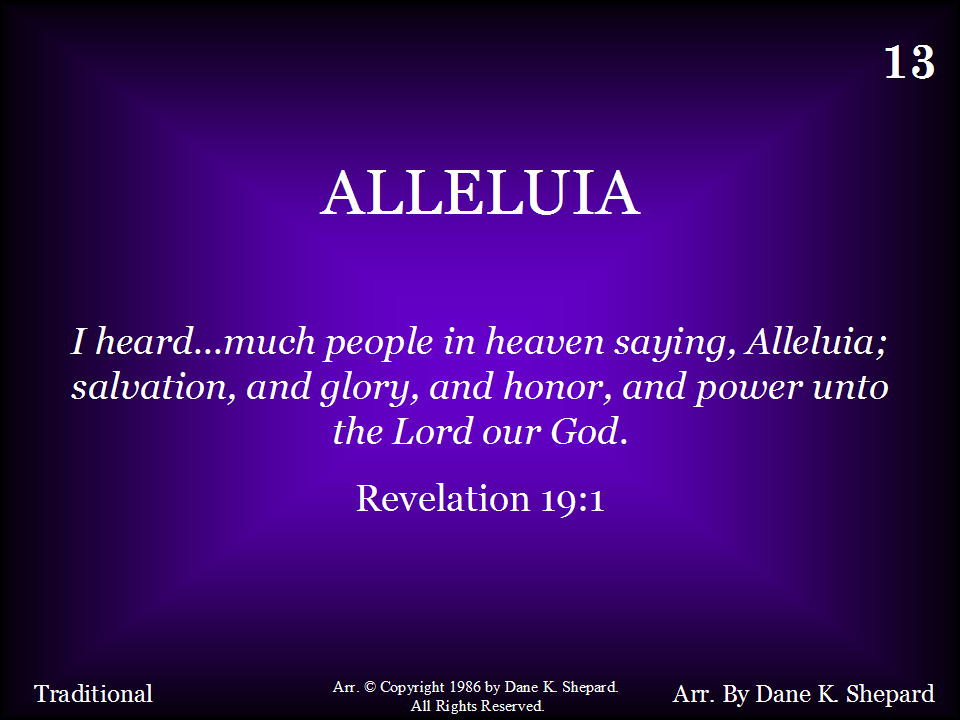 13
ALLELUIA
I heard...much people in heaven saying, Alleluia;
salvation, and glory, and honor, and power unto
the Lord our God.
Revelation 19:1
Traditional
Arr. © Copyright 1986 by Dane K. Shepard.
All Rights Reserved.
Arr. By Dane K. Shepard